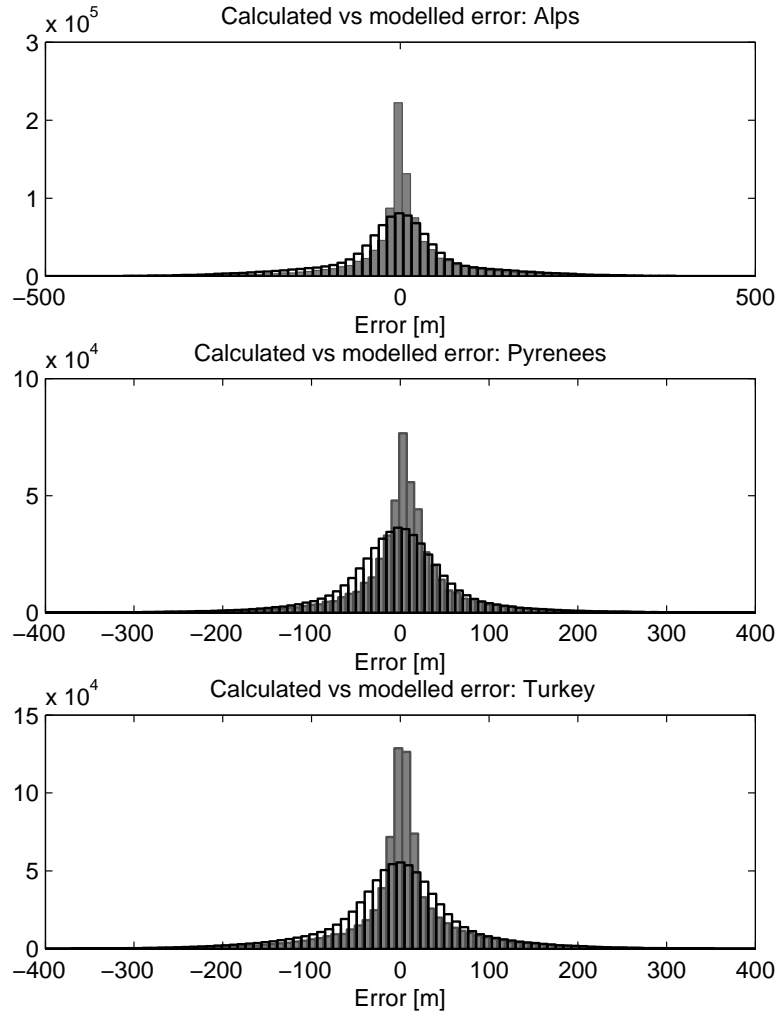 x 10^5
Calculated vs modelled error: Alps
3
2
1
0
−500 0 500
Error [m]
x 10^4
Calculated vs modelled error: Pyrenees
10
5
0
−400 −300 −200 −100 0 100 200 300 400
Error [m]
x 10^4
Calculated vs modelled error: Turkey
15
10
5
0
−400 −300 −200 −100 0 100 200 300 400
Error [m]